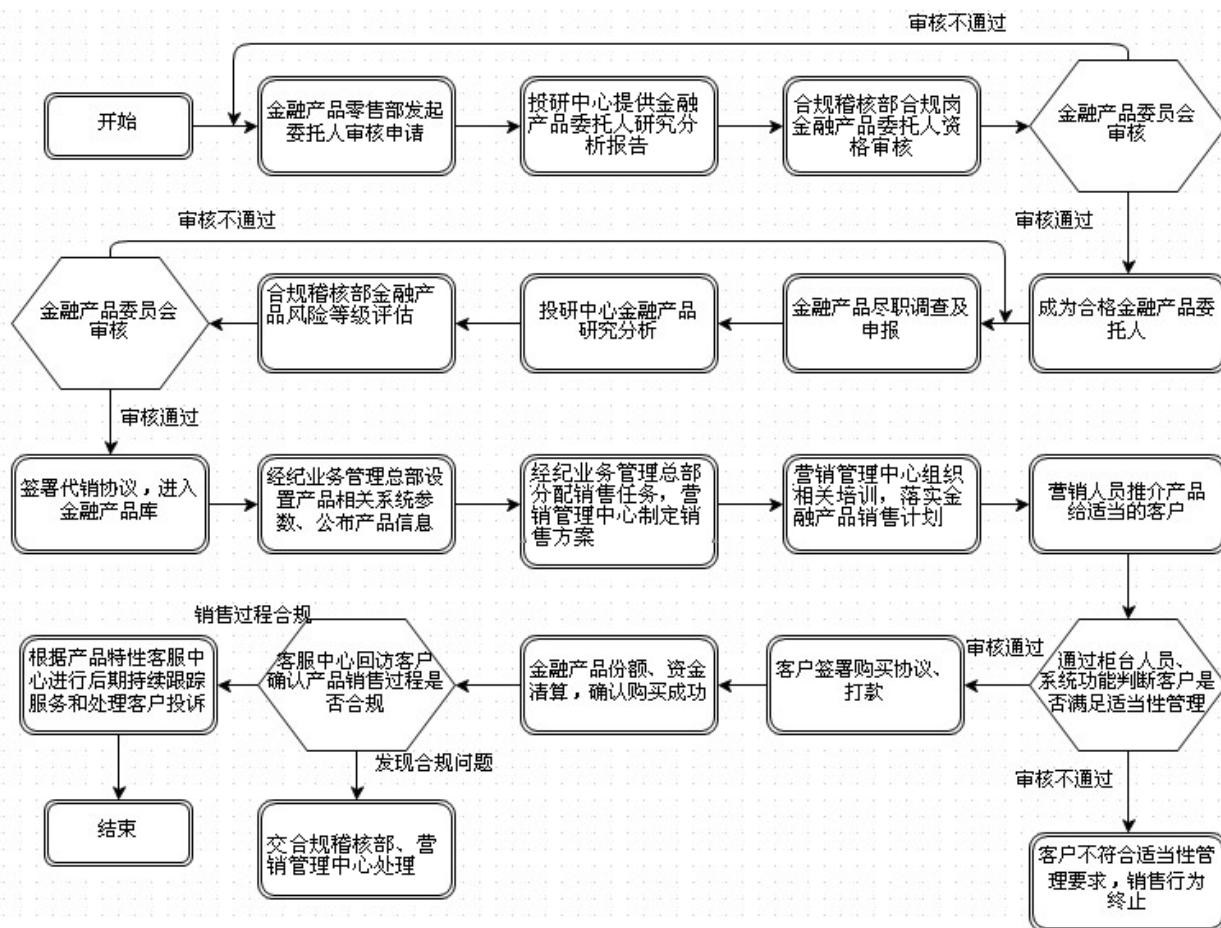 审核不通过
开始
金融产品零售部发起
委托人审核申请
投研中心提供金融
产品委托人研究分
析报告
合规稽核部合规岗
金融产品委托人资
格审核
金融产品委员会
审核
审核不通过
审核通过
金融产品委员会
审核
合规稽核部金融产
品风险等级评估
投研中心金融产品
研究分析
金融产品尽职调查及
申报
成为合格金融产品委
托人
审核通过
签署代销协议，进入
金融产品库
经纪业务管理总部设
置产品相关系统参
数、公布产品信息
经纪业务管理总部
分配销售任务，营
销管理中心制定销
售方案
营销管理中心组织
相关培训，落实金
融产品销售计划
营销人员推介产品
给适当的客户
销售过程合规
根据产品特性客服中
心进行后期持续跟踪
服务和处理客户投诉
客服中心回访客户
确认产品销售过程是
否合规
金融产品份额、资金
清算，确认购买成功
客户签署购买协议、
打款
审核通过
通过柜台人员、
系统功能判断客户是
否满足适当性管理
发现合规问题
审核不通过
结束
交合规稽核部、营
销管理中心处理
客户不符合适当性管
理要求，销售行为
终止